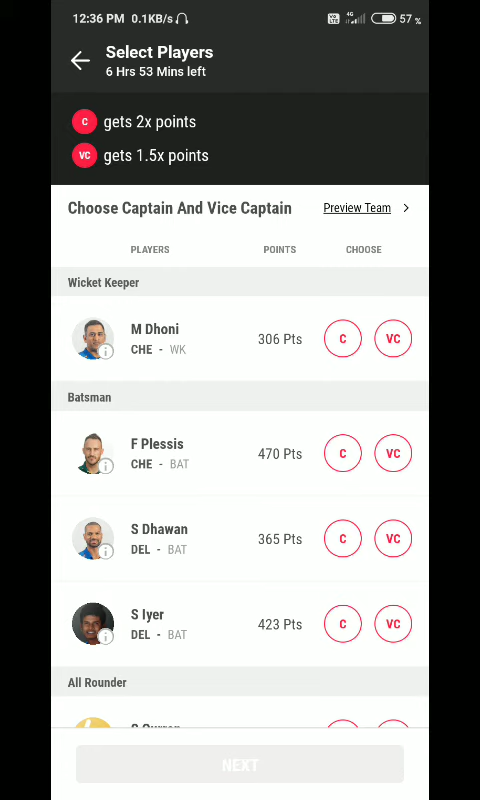 12:36 PM 0.1KB/s 4G 57 %
Select Players
6 Hrs 53 Mins left
C gets 2x points
VC gets 1.5x points
Choose Captain And Vice Captain Preview Team >
PLAYERS POINTS CHOOSE
Wicket Keeper
M Dhoni
306 Pts C VC
CHE - WK
Batsman
F Plessis
470 Pts C VC
CHE - BAT
S Dhawan
365 Pts C VC
DEL - BAT
S Iyer
423 Pts C VC
DEL - BAT
All Rounder
NEXT